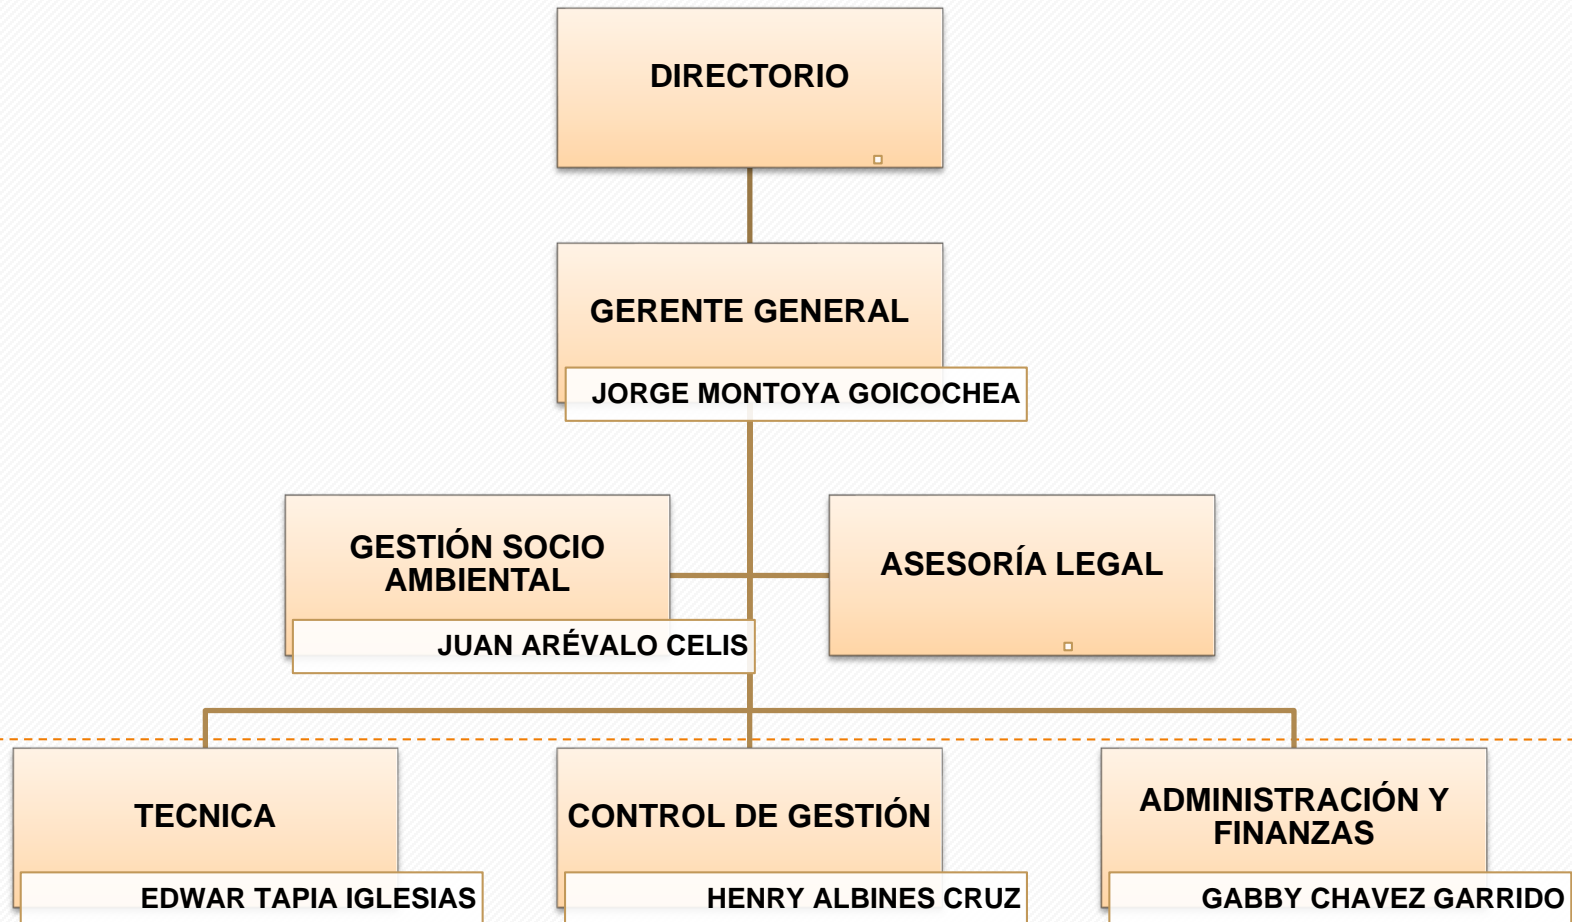 DIRECTORIO
GERENTE GENERAL
JORGE MONTOYA GOICOCHEA
GESTIÓN SOCIO
AMBIENTAL
JUAN ARÉVALO CELIS
ASESORÍA LEGAL
TECNICA
EDWAR TAPIA IGLESIAS
CONTROL DE GESTIÓN
HENRY ALBINES CRUZ
ADMINISTRACIÓN Y
FINANZAS
GABBY CHAVEZ GARRIDO